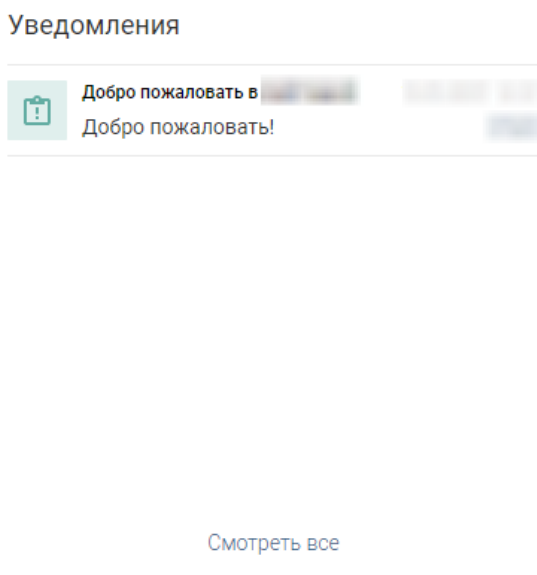 Уведомления
Добро пожаловать в
Добро пожаловать!
Смотреть все